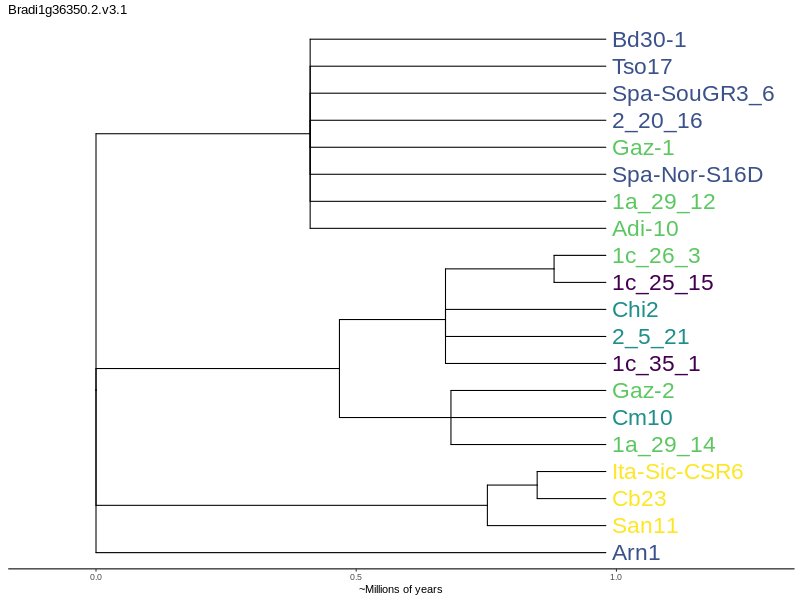 Bradi1g36350.2.v3.1
Bd30-1
Tso17
Spa-SouGR3_6
2_20_16
Gaz-1
Spa-Nor-S16D
1a_29_12
Adi-10
1c_26_3
1c_25_15
Chi2
2_5_21
1c_35_1
Gaz-2
Cm10
1a_29_14
Ita-Sic-CSR6
Cb23
San11
Arn1
0.0 0.5 1.0
~Millions of years